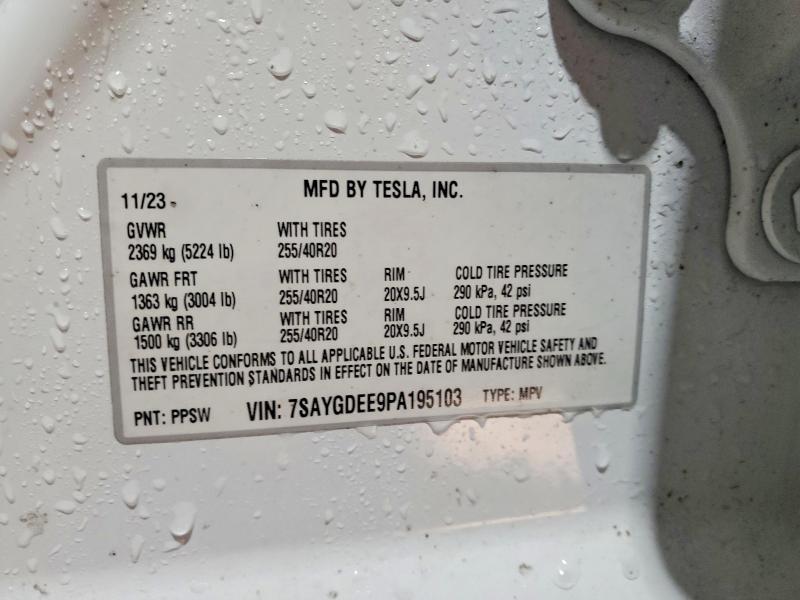 11/23 MFD BY TESLA, INC.
GVWR WITH TIRES
2369 kg (5224 lb) 255/40R20
GAWR FRT WITH TIRES RIM COLD TIRE PRESSURE
1363 kg (3004 lb) 255/40R20 20X9.5J 290 kPa, 42 psi
GAWR RR WITH TIRES RIM COLD TIRE PRESSURE
1500 kg (3306 lb) 255/40R20 20X9.5J 290 kPa, 42 psi
THIS VEHICLE CONFORMS TO ALL APPLICABLE U.S. FEDERAL MOTOR VEHICLE SAFETY AND
THEFT PREVENTION STANDARDS IN EFFECT ON THE DATE OF MANUFACTURE SHOWN ABOVE.
PNT: PPSW VIN: 7SAYGDEE9PA195103 TYPE: MPV